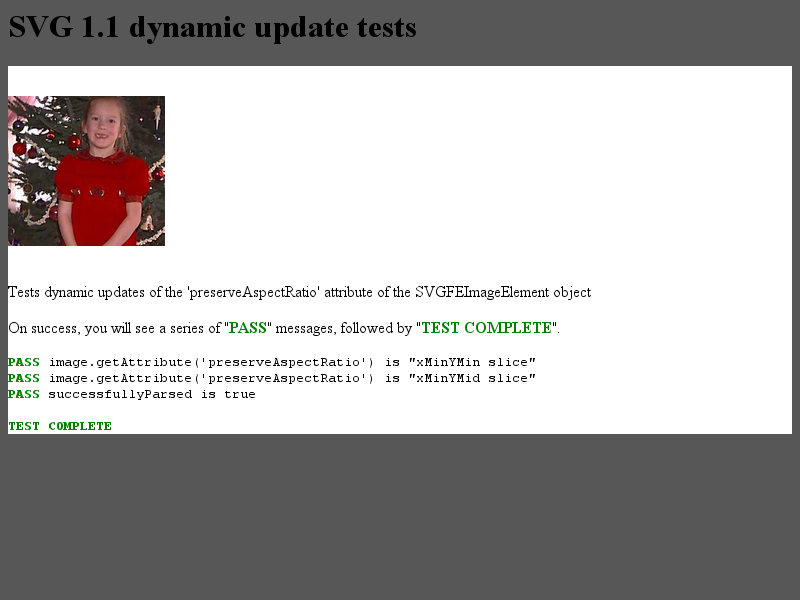 SVG 1.1 dynamic update tests
Tests dynamic updates of the 'preserveAspectRatio' attribute of the SVGFEImageElement object
On success, you will see a series of "PASS" messages, followed by "TEST COMPLETE".
PASS image.getAttribute('preserveAspectRatio') is "xMinYMin slice"
PASS image.getAttribute('preserveAspectRatio') is "xMinYMid slice"
PASS successfullyParsed is true
TEST COMPLETE